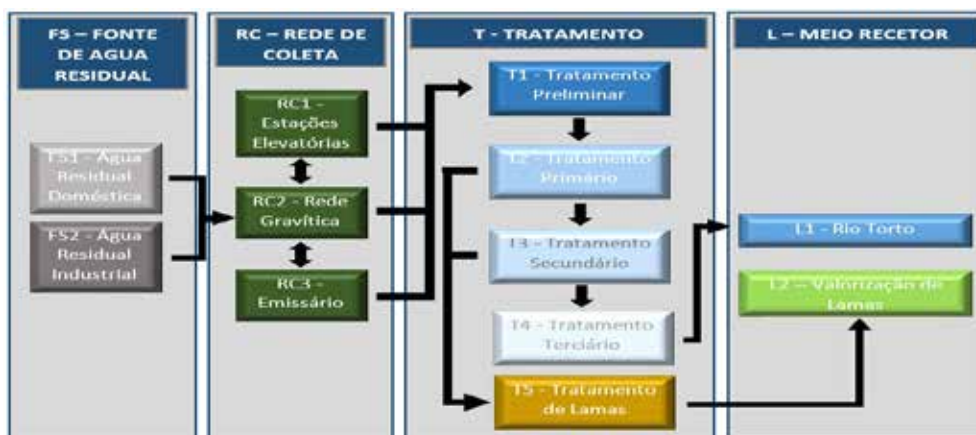 FS – FONTE
DE AGUA
RESIDUAL
FS1 - Água
Residual
Doméstica
FS2 - Água
Residual
Industrial
RC – REDE DE
COLETA
RC1 -
Estações
Elevatórias
RC2 - Rede
Gravítica
RC3 -
Emissário
T - TRATAMENTO
T1 - Tratamento
Preliminar
T2 - Tratamento
Primário
T3 - Tratamento
Secundário
T4 - Tratamento
Terciário
T5 - Tratamento
de Lamas
L – MEIO RECETOR
L1 - Rio Torto
L2 – Valorização de
Lamas